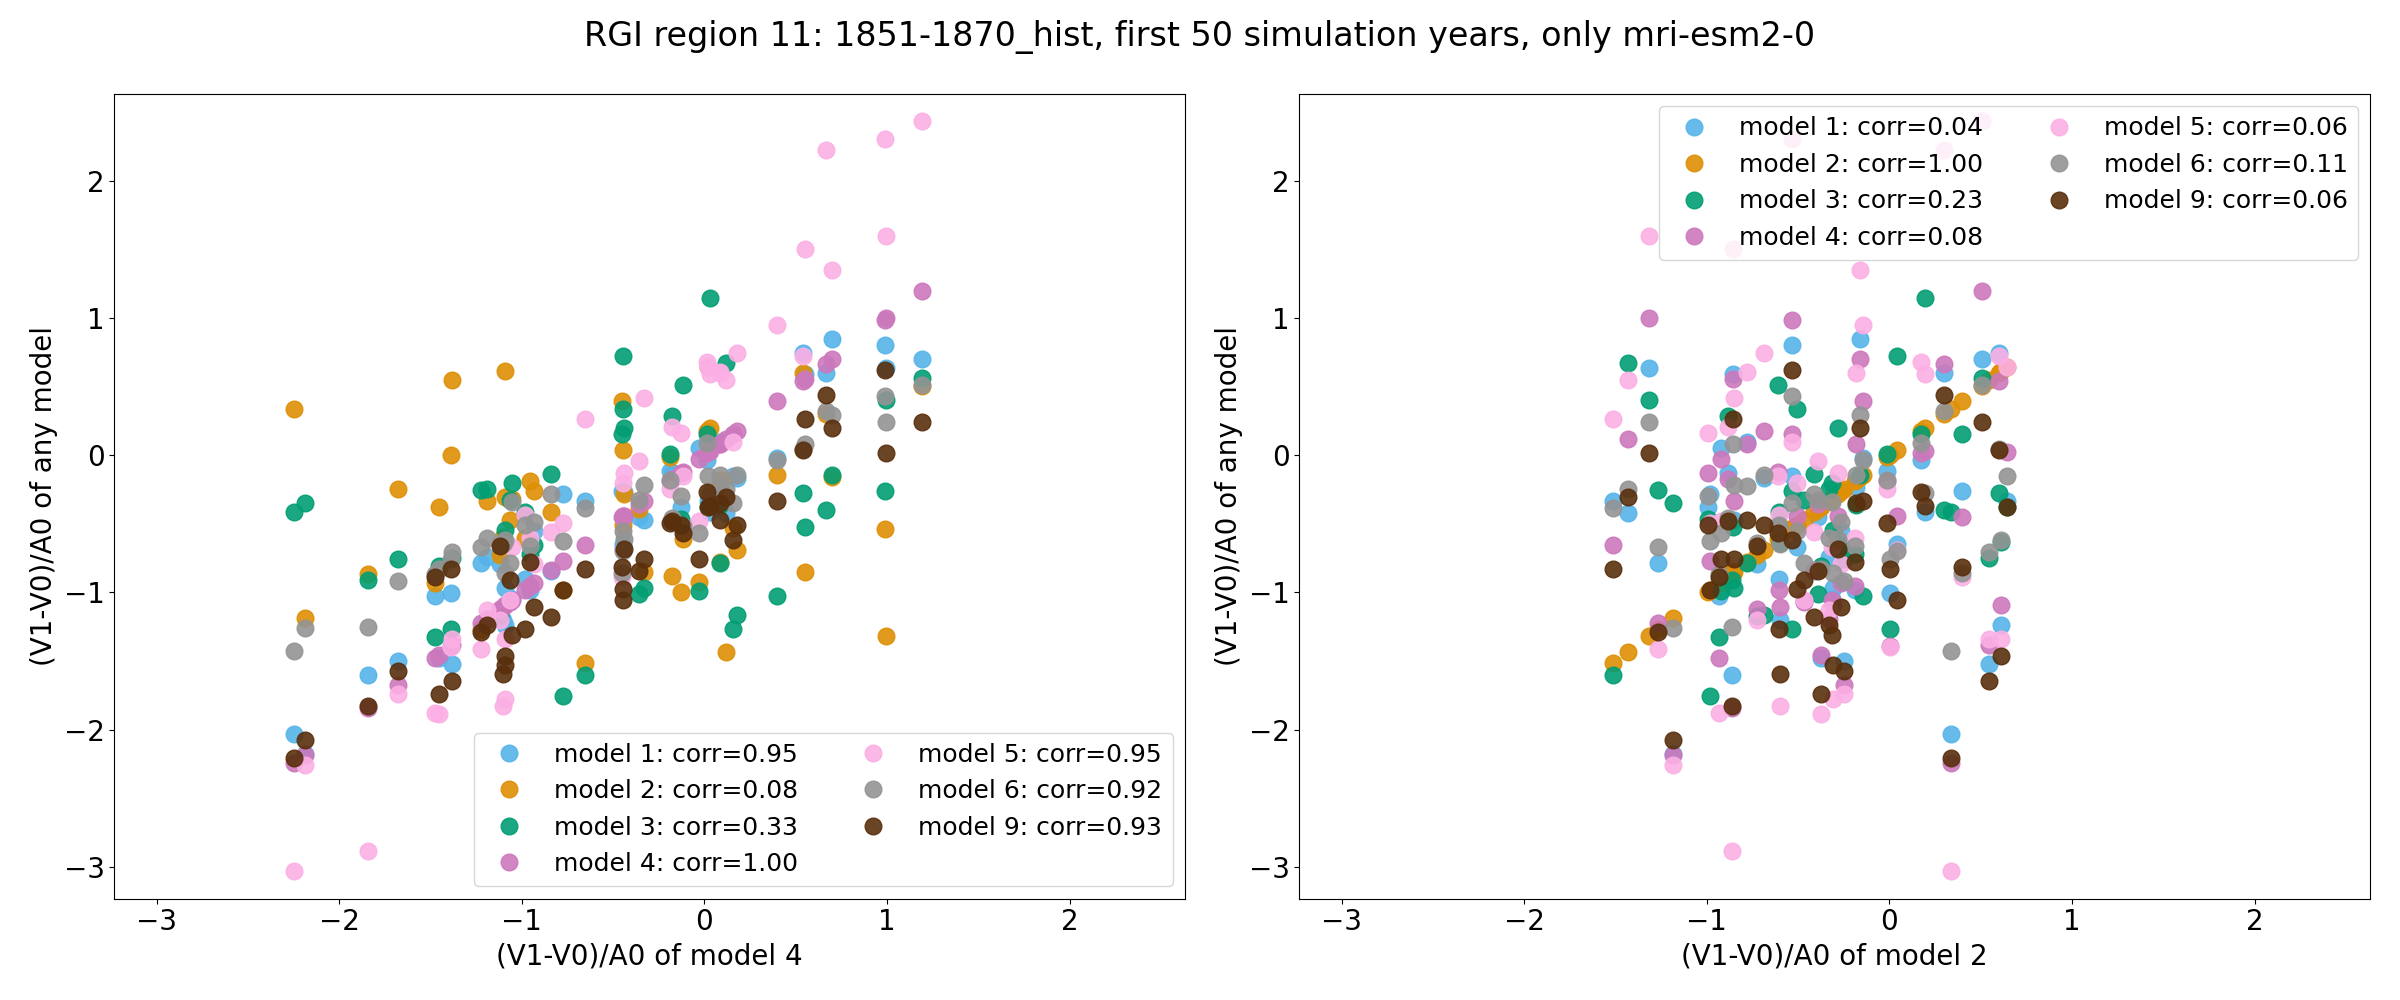 RGI region 11: 1851-1870_hist, first 50 simulation years, only mri-esm2-0
(V1-V0)/A0 of any model
2
1
0
−1
−2
−3
model 1: corr=0.95
model 2: corr=0.08
model 3: corr=0.33
model 4: corr=1.00
model 5: corr=0.95
model 6: corr=0.92
model 9: corr=0.93
−3
−2
−1
0
1
2
(V1-V0)/A0 of model 4
(V1-V0)/A0 of any model
2
1
0
−1
−2
−3
model 1: corr=0.04
model 2: corr=1.00
model 3: corr=0.23
model 4: corr=0.08
model 5: corr=0.06
model 6: corr=0.11
model 9: corr=0.06
−3
−2
−1
0
1
2
(V1-V0)/A0 of model 2